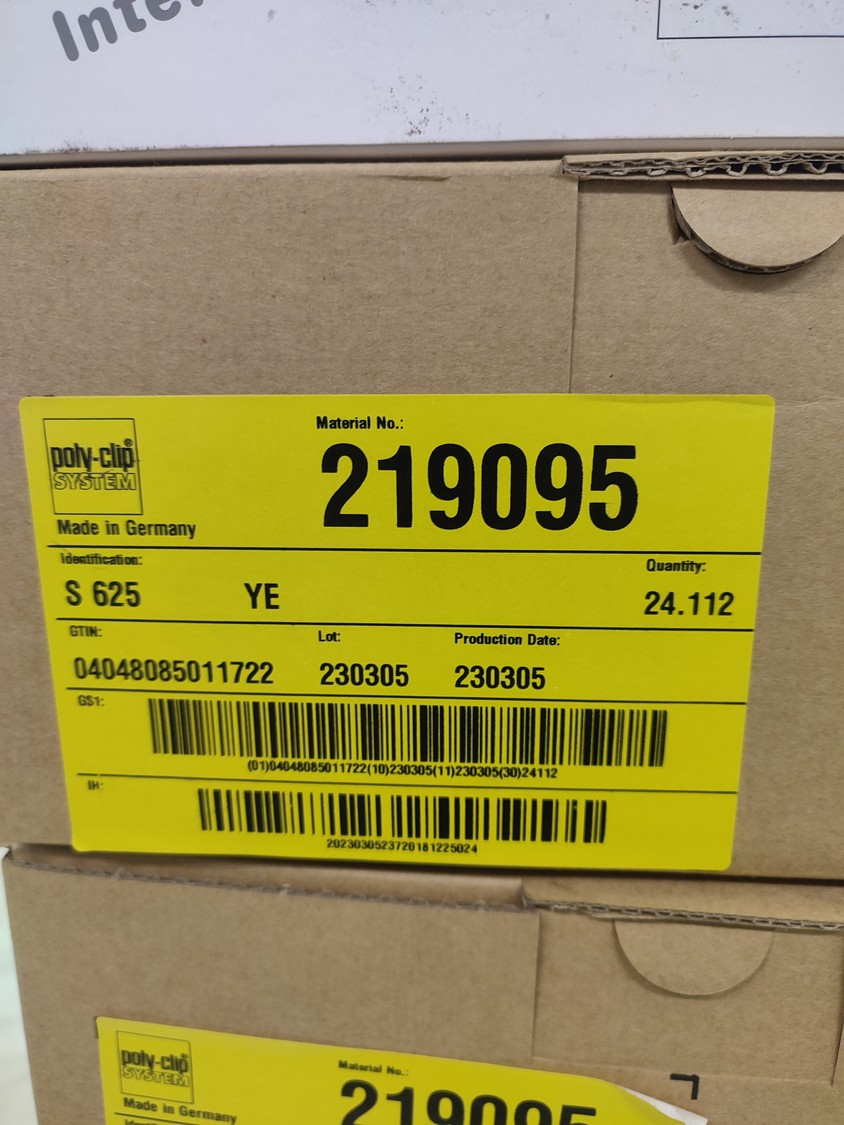 Inte
poly-clip®
SYSTEM
Made in Germany
Material No.:
219095
Identification:
S 625 YE
Quantity:
24.112
GTIN:
04048085011722
Lot:
230305
Production Date:
230305
GS1:
(01)04048085011722(10)230305(11)230305(30)24112
IH:
2023030523720181225024
poly-clip®
SYSTEM
Made in Germany
Material No.:
219095